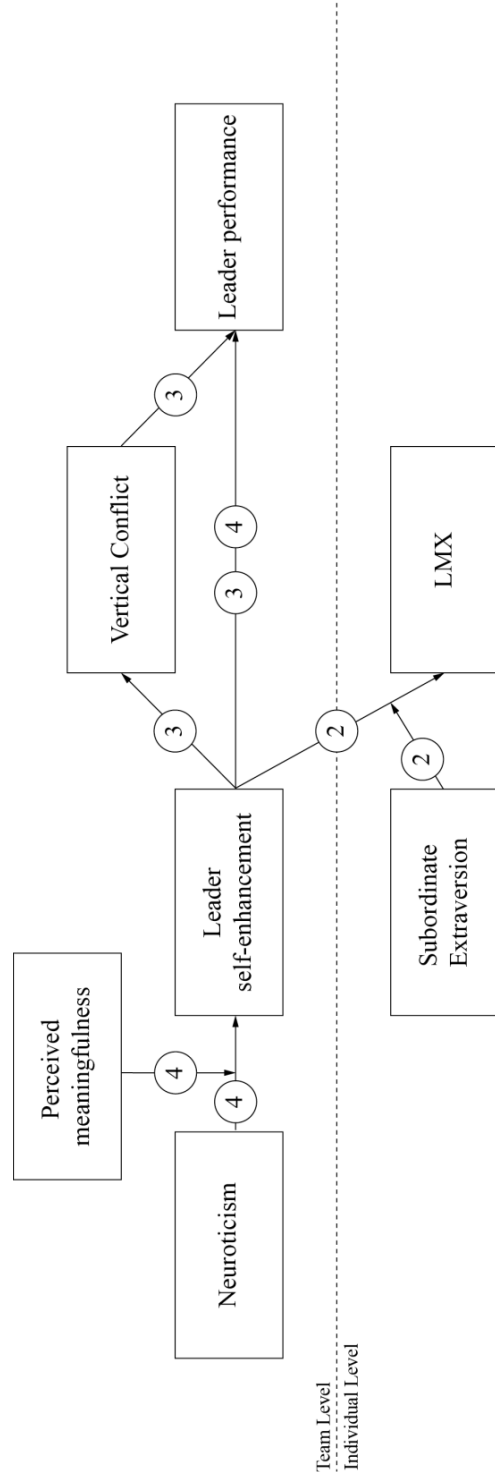 Perceived
meaningfulness
4
Neuroticism
4
Leader
self-enhancement
3
Vertical Conflict
3
3
4
Leader performance
Team Level
Individual Level
2
2
Subordinate
Extraversion
LMX